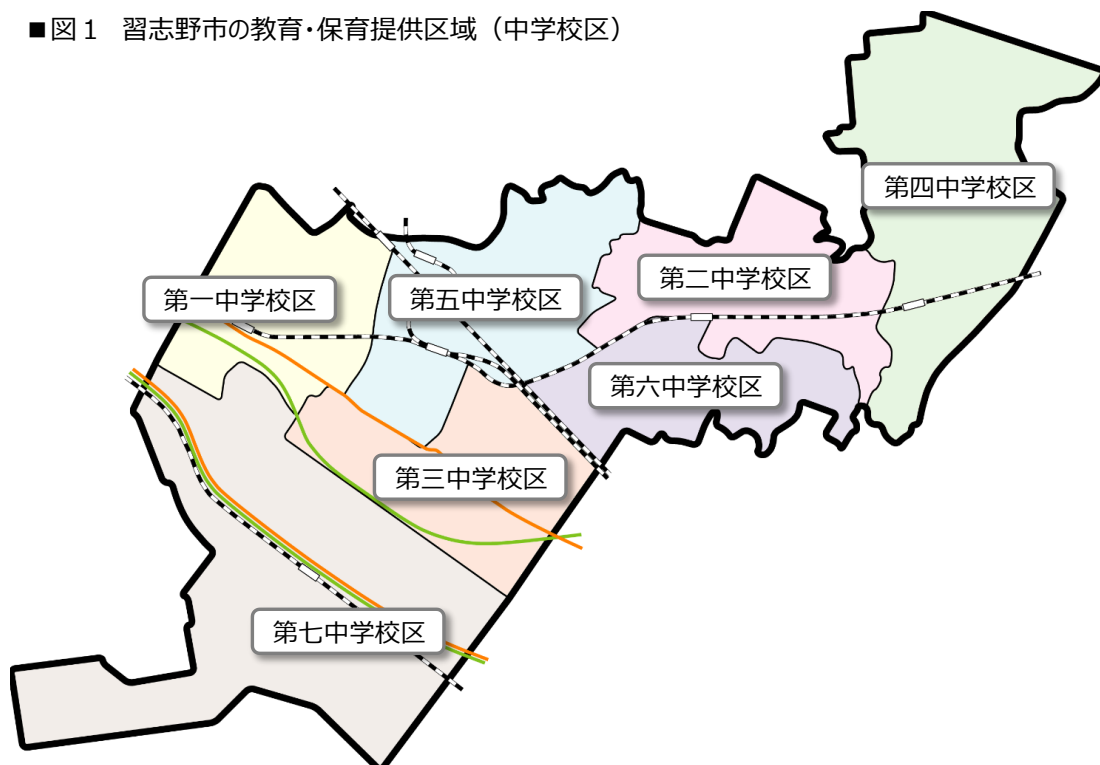 ■図1 習志野市の教育・保育提供区域（中学校区）
第四中学校区
第二中学校区
第一中学校区
第五中学校区
第六中学校区
第三中学校区
第七中学校区